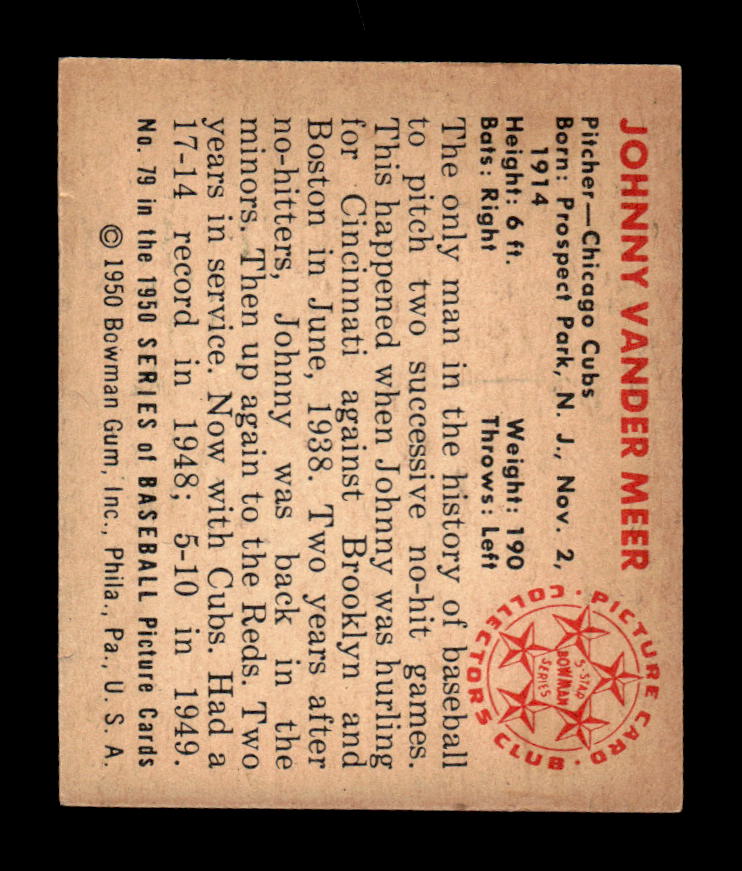 JOHNNY VANDER MEER
Pitcher—Chicago Cubs
Born: Prospect Park, N. J., Nov. 2,
1914
Height: 6 ft. Weight: 190
Bats: Right Throws: Left
PICTURE CARD · COLLECTORS CLUB ·
5-STAR
BOWMAN
SERIES
The only man in the history of baseball
to pitch two successive no-hit games.
This happened when Johnny was hurling
for Cincinnati against Brooklyn and
Boston in June, 1938. Two years after
no-hitters, Johnny was back in the
minors. Then up again to the Reds. Two
years in service. Now with Cubs. Had a
17-14 record in 1948; 5-10 in 1949.
No. 79 in the 1950 SERIES of BASEBALL Picture Cards
© 1950 Bowman Gum, Inc., Phila., Pa., U. S. A.